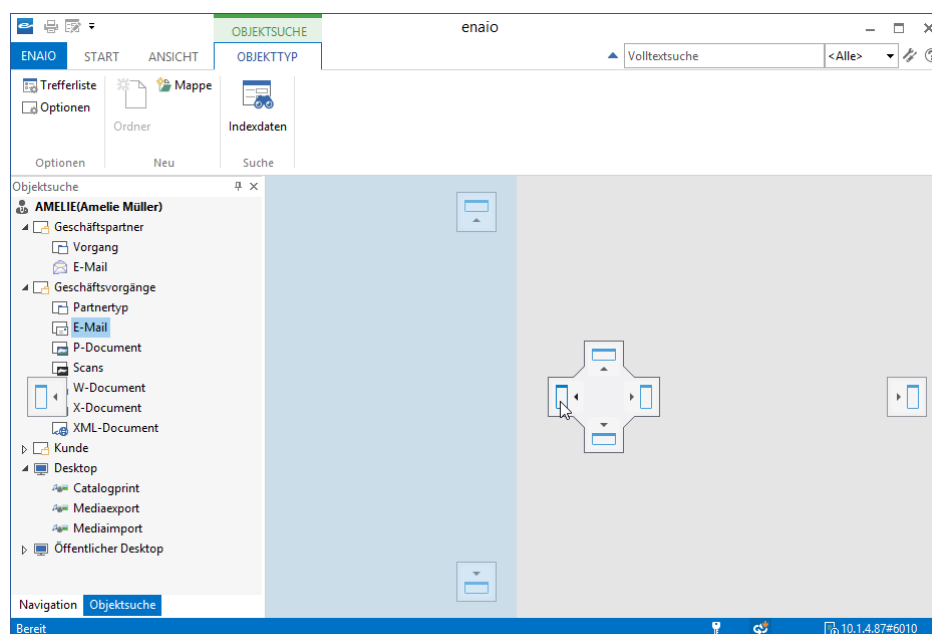 OBJEKTSUCHE
enaio
ENAIO START ANSICHT OBJEKTTYP
Volltextsuche <Alle>
Trefferliste
Optionen
Ordner
Mappe
Indexdaten
Optionen Neu Suche
Objektsuche
AMELIE(Amelie Müller)
Geschäftspartner
Vorgang
E-Mail
Geschäftsvorgänge
Partnertyp
E-Mail
P-Document
Scans
W-Document
X-Document
XML-Document
Kunde
Desktop
Catalogprint
Mediaexport
Mediaimport
Öffentlicher Desktop
Navigation Objektsuche
Bereit
10.1.4.87#6010